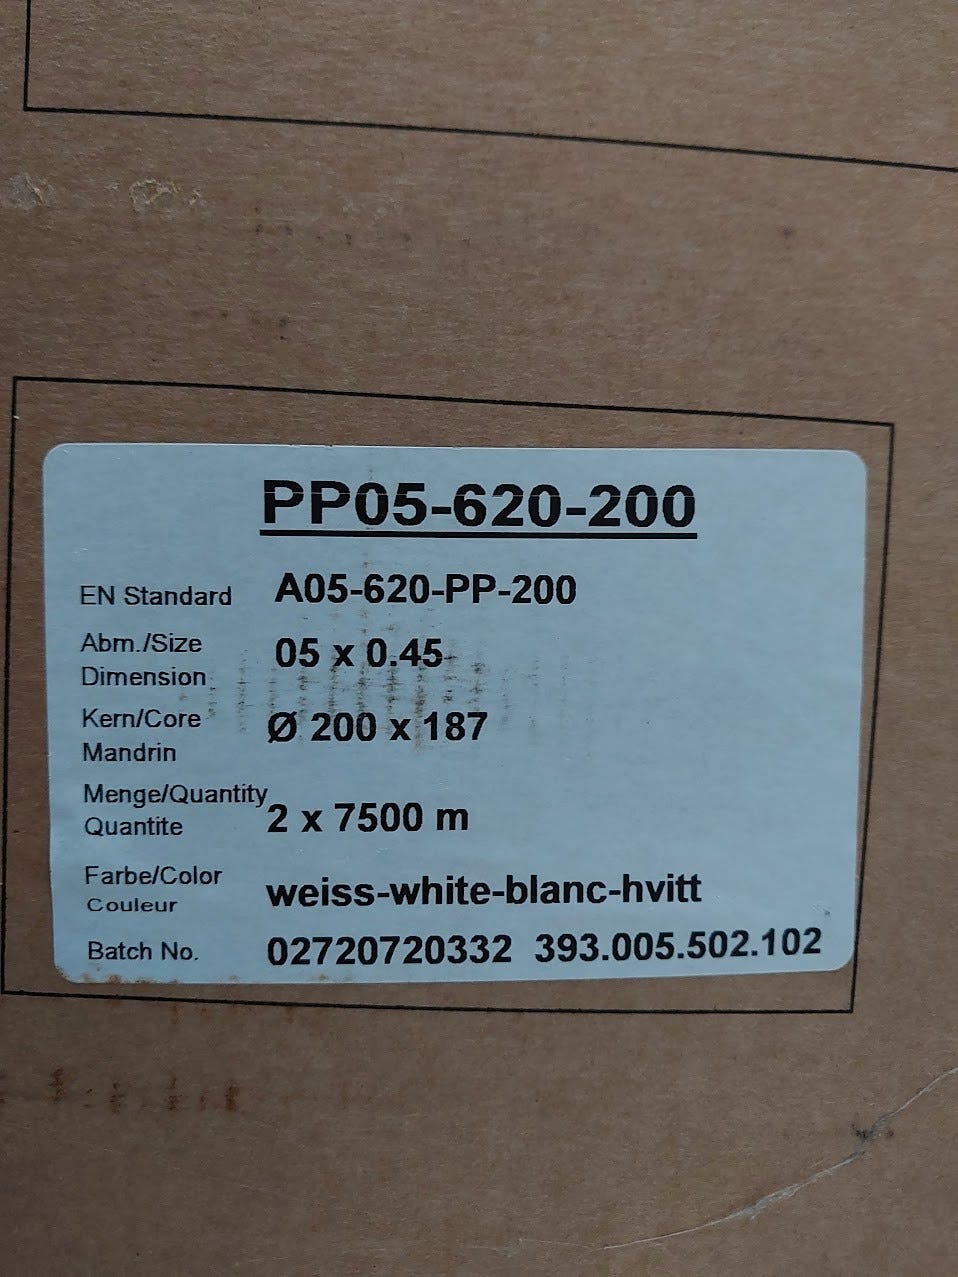 PP05-620-200
EN Standard A05-620-PP-200
Abm./Size
Dimension 05 x 0.45
Kern/Core
Mandrin Ø 200 x 187
Menge/Quantity
Quantite 2 x 7500 m
Farbe/Color
Couleur weiss-white-blanc-hvitt
Batch No. 02720720332 393.005.502.102